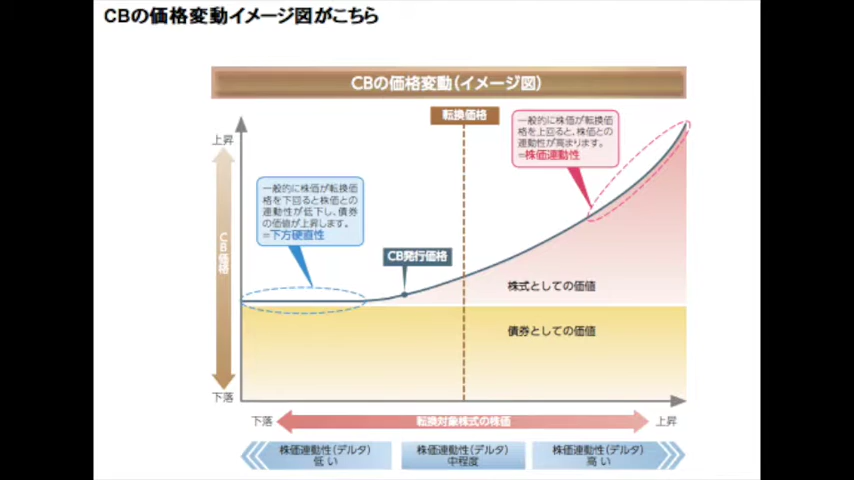 CBの価格変動イメージ図がこちら
CBの価格変動(イメージ図)
転換価格
上昇
一般的に株価が転換価
格を上回ると、株価との
連動性が高まります。
=株価連動性
一般的に株価が転換価
格を下回ると株価との
連動性が低下し、債券
の価値が上昇します。
=下方硬直性
CB価格
CB発行価格
株式としての価値
債券としての価値
下落
下落
転換対象株式の株価
上昇
株価連動性(デルタ)
低い
株価連動性(デルタ)
中程度
株価連動性(デルタ)
高い